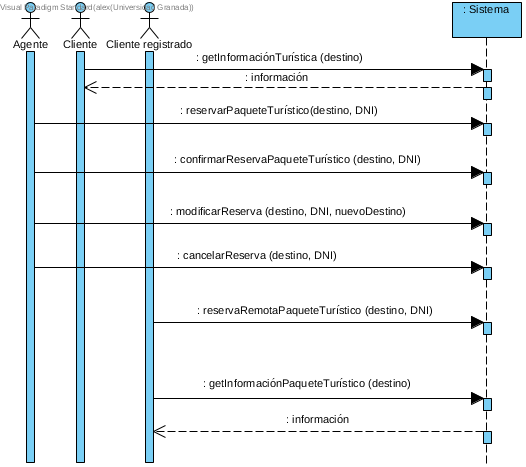 Visual Paradigm Standard(alex(Universidad Granada))
: Sistema
Agente
Cliente
Cliente registrado
: getInformaciónTurística (destino)
: información
: reservarPaqueteTurístico(destino, DNI)
: confirmarReservaPaqueteTurístico (destino, DNI)
: modificarReserva (destino, DNI, nuevoDestino)
: cancelarReserva (destino, DNI)
: reservaRemotaPaqueteTurístico (destino, DNI)
: getInformaciónPaqueteTurístico (destino)
: información